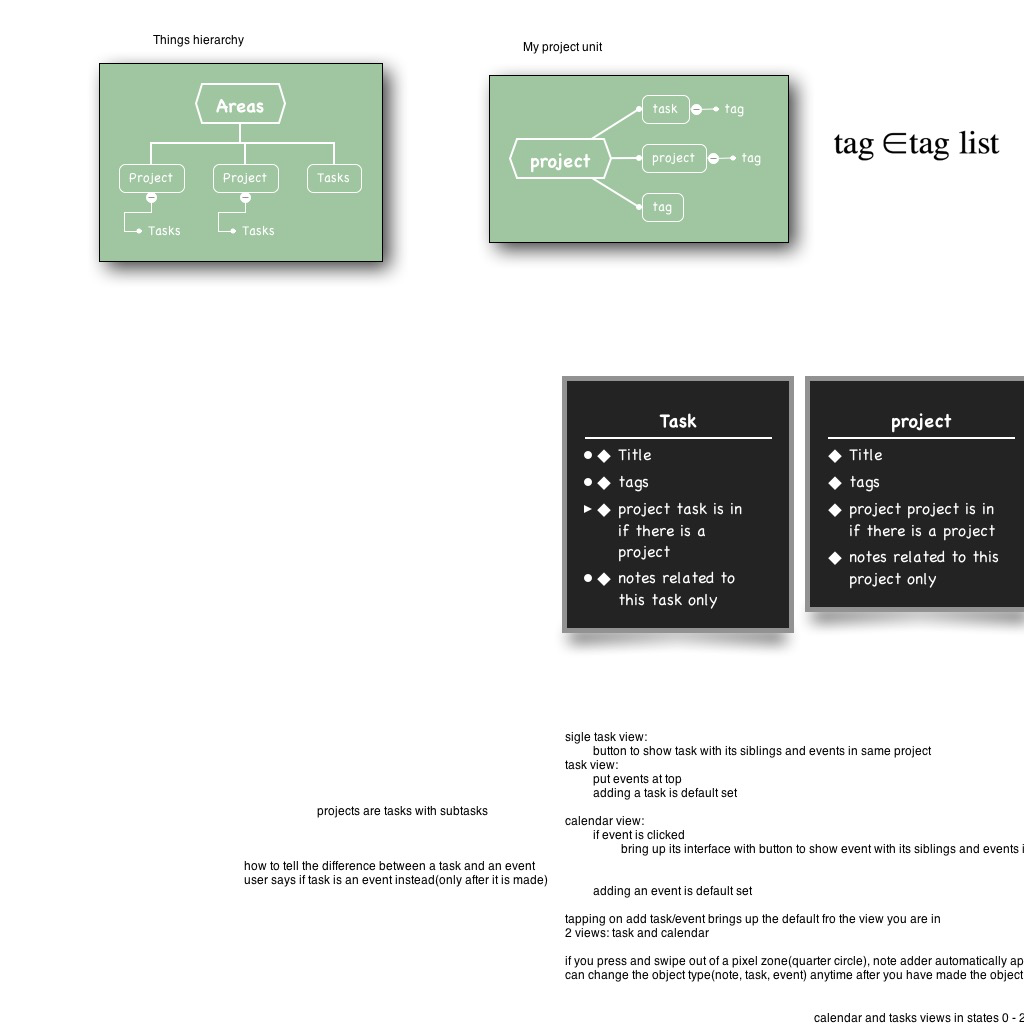 Things hierarchy
My project unit
Areas
Project
Project
Tasks
Tasks
Tasks
project
task
tag
project
tag
tag
tag ∈tag list
Task
Title
tags
project task is in
if there is a
project
notes related to
this task only
project
Title
tags
project project is in
if there is a project
notes related to this
project only
sigle task view:
button to show task with its siblings and events in same project
task view:
put events at top
adding a task is default set
projects are tasks with subtasks
calendar view:
if event is clicked
bring up its interface with button to show event with its siblings and events
how to tell the difference between a task and an event
user says if task is an event instead(only after it is made)
adding an event is default set
tapping on add task/event brings up the default fro the view you are in
2 views: task and calendar
if you press and swipe out of a pixel zone(quarter circle), note adder automatically
can change the object type(note, task, event) anytime after you have made the object
calendar and tasks views in states 0 - 2